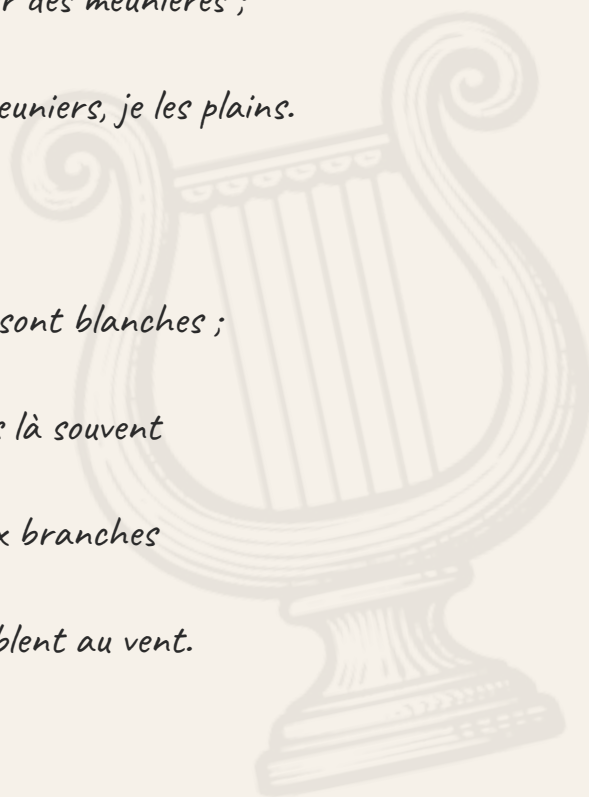 des meunières ;
euniers, je les plains.
sont blanches ;
là souvent
branches
blent au vent.